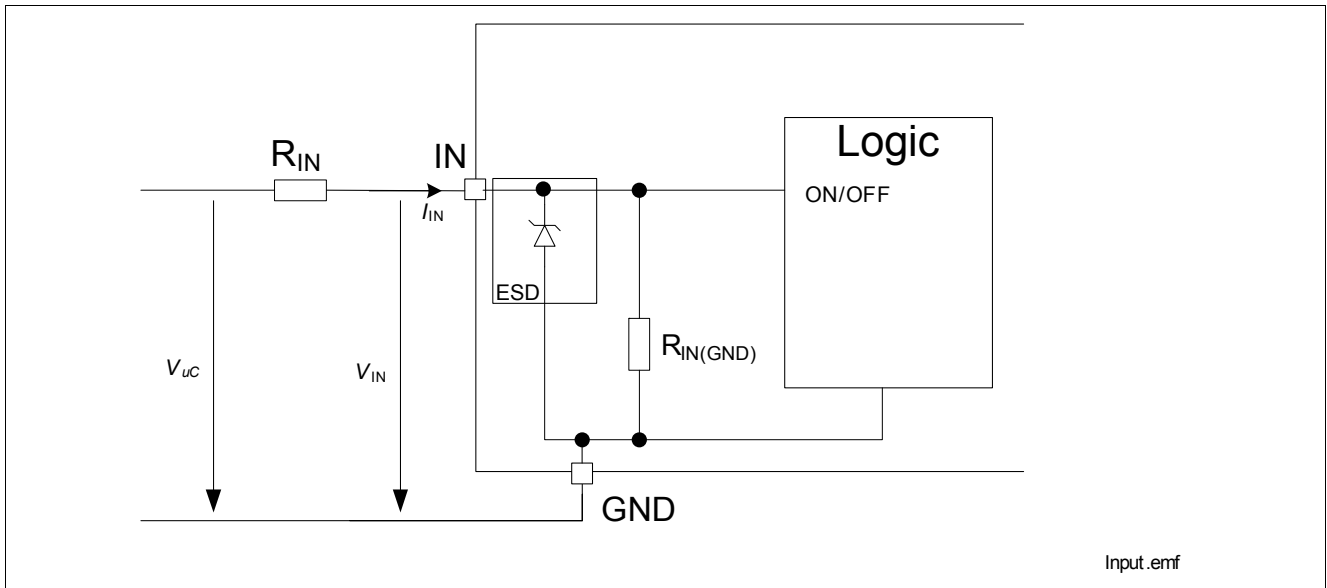 Logic
R_IN
IN
ON/OFF
I_IN
ESD
R_IN(GND)
V_uC
V_IN
GND
Input.emf